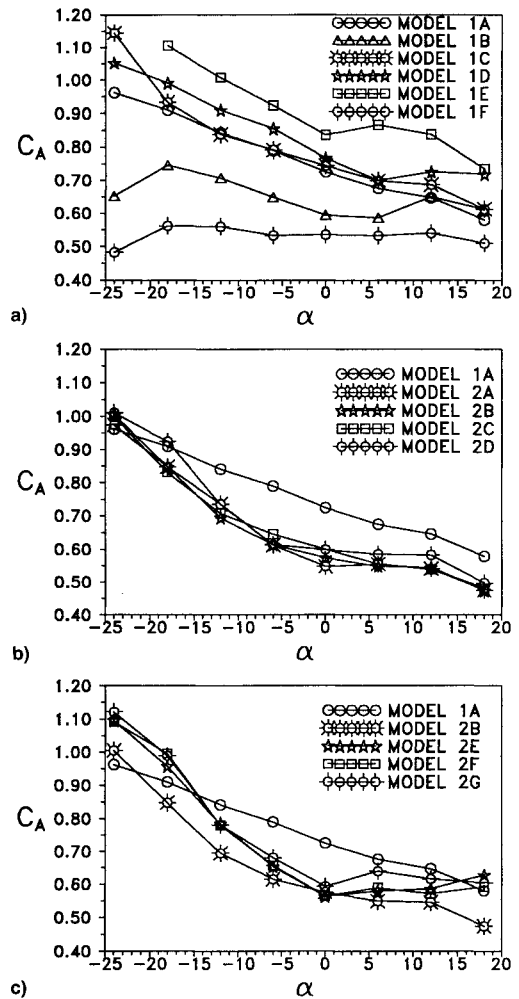 1.20
1.10
1.00
0.90
0.80
0.70
0.60
0.50
0.40
C_A
MODEL 1A
MODEL 1B
MODEL 1C
MODEL 1D
MODEL 1E
MODEL 1F
-25 -20 -15 -10 -5 0 5 10 15 20
a)
α
1.20
1.10
1.00
0.90
0.80
0.70
0.60
0.50
0.40
C_A
MODEL 1A
MODEL 2A
MODEL 2B
MODEL 2C
MODEL 2D
-25 -20 -15 -10 -5 0 5 10 15 20
b)
α
1.20
1.10
1.00
0.90
0.80
0.70
0.60
0.50
0.40
C_A
MODEL 1A
MODEL 2B
MODEL 2E
MODEL 2F
MODEL 2G
-25 -20 -15 -10 -5 0 5 10 15 20
c)
α